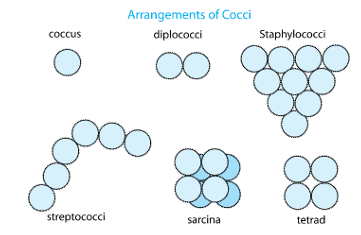 Arrangements of Cocci
coccus
diplococci
Staphylococci
streptococci
sarcina
tetrad